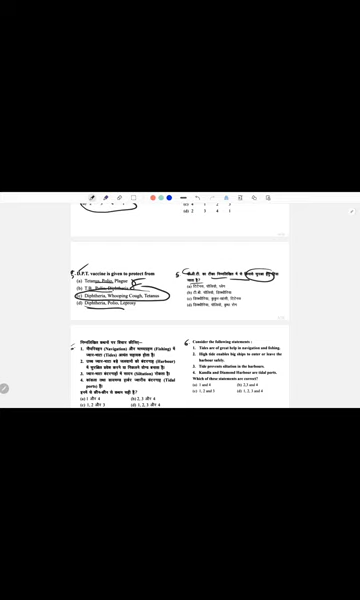 (d) 2 3 4 1
D.P.T. vaccine is given to protect from
(a) Tetanus, Polio, Plague
(b) T.B., Polio, Diphtheria
(c) Diphtheria, Whooping Cough, Tetanus
(d) Diphtheria, Polio, Leprosy
5.
डी.पी.टी. का टीका निम्नलिखित में से
जाता है?
(a) टिटेनस, पोलियो, प्लेग
(b) टी.बी. पोलियो, डिफ्थीरिया
(c) डिफ्थीरिया, कुकुर-खांसी, टिटेनस
(d) डिफ्थीरिया, पोलियो, कुष्ठ रोग
निम्नलिखित कथनों पर विचार कीजिए-
1. नौपरिवहन (Navigation) और मत्स्यग्रहण (Fishing) में
ज्वार-भाटा (Tides) अत्यंत सहायक होता है।
2. उच्च ज्वार-भाटा बड़े जलयानों को बंदरगाहों (Harbour)
में सुरक्षित प्रवेश करने या निकलने योग्य बनाता है।
3. ज्वार-भाटा बंदरगाहों में सादन (Siltation) रोकता है।
4. कांडला तथा डायमण्ड हार्बर ज्वारीय बंदरगाह (Tidal
ports) हैं।
इनमें से कौन-कौन से कथन सही हैं?
(a) 1 और 4
(b) 2, 3 और 4
(c) 1, 2 और 3
(d) 1, 2, 3 और 4
6.
Consider the following statements :
1. Tides are of great help in navigation and fishing.
2. High tide enables big ships to enter or leave the
harbour safely.
3. Tide prevents siltation in the harbours.
4. Kandla and Diamond Harbour are tidal ports.
Which of these statements are correct?
(a) 1 and 4
(b) 2,3 and 4
(c) 1, 2 and 3
(d) 1, 2, 3 and 4